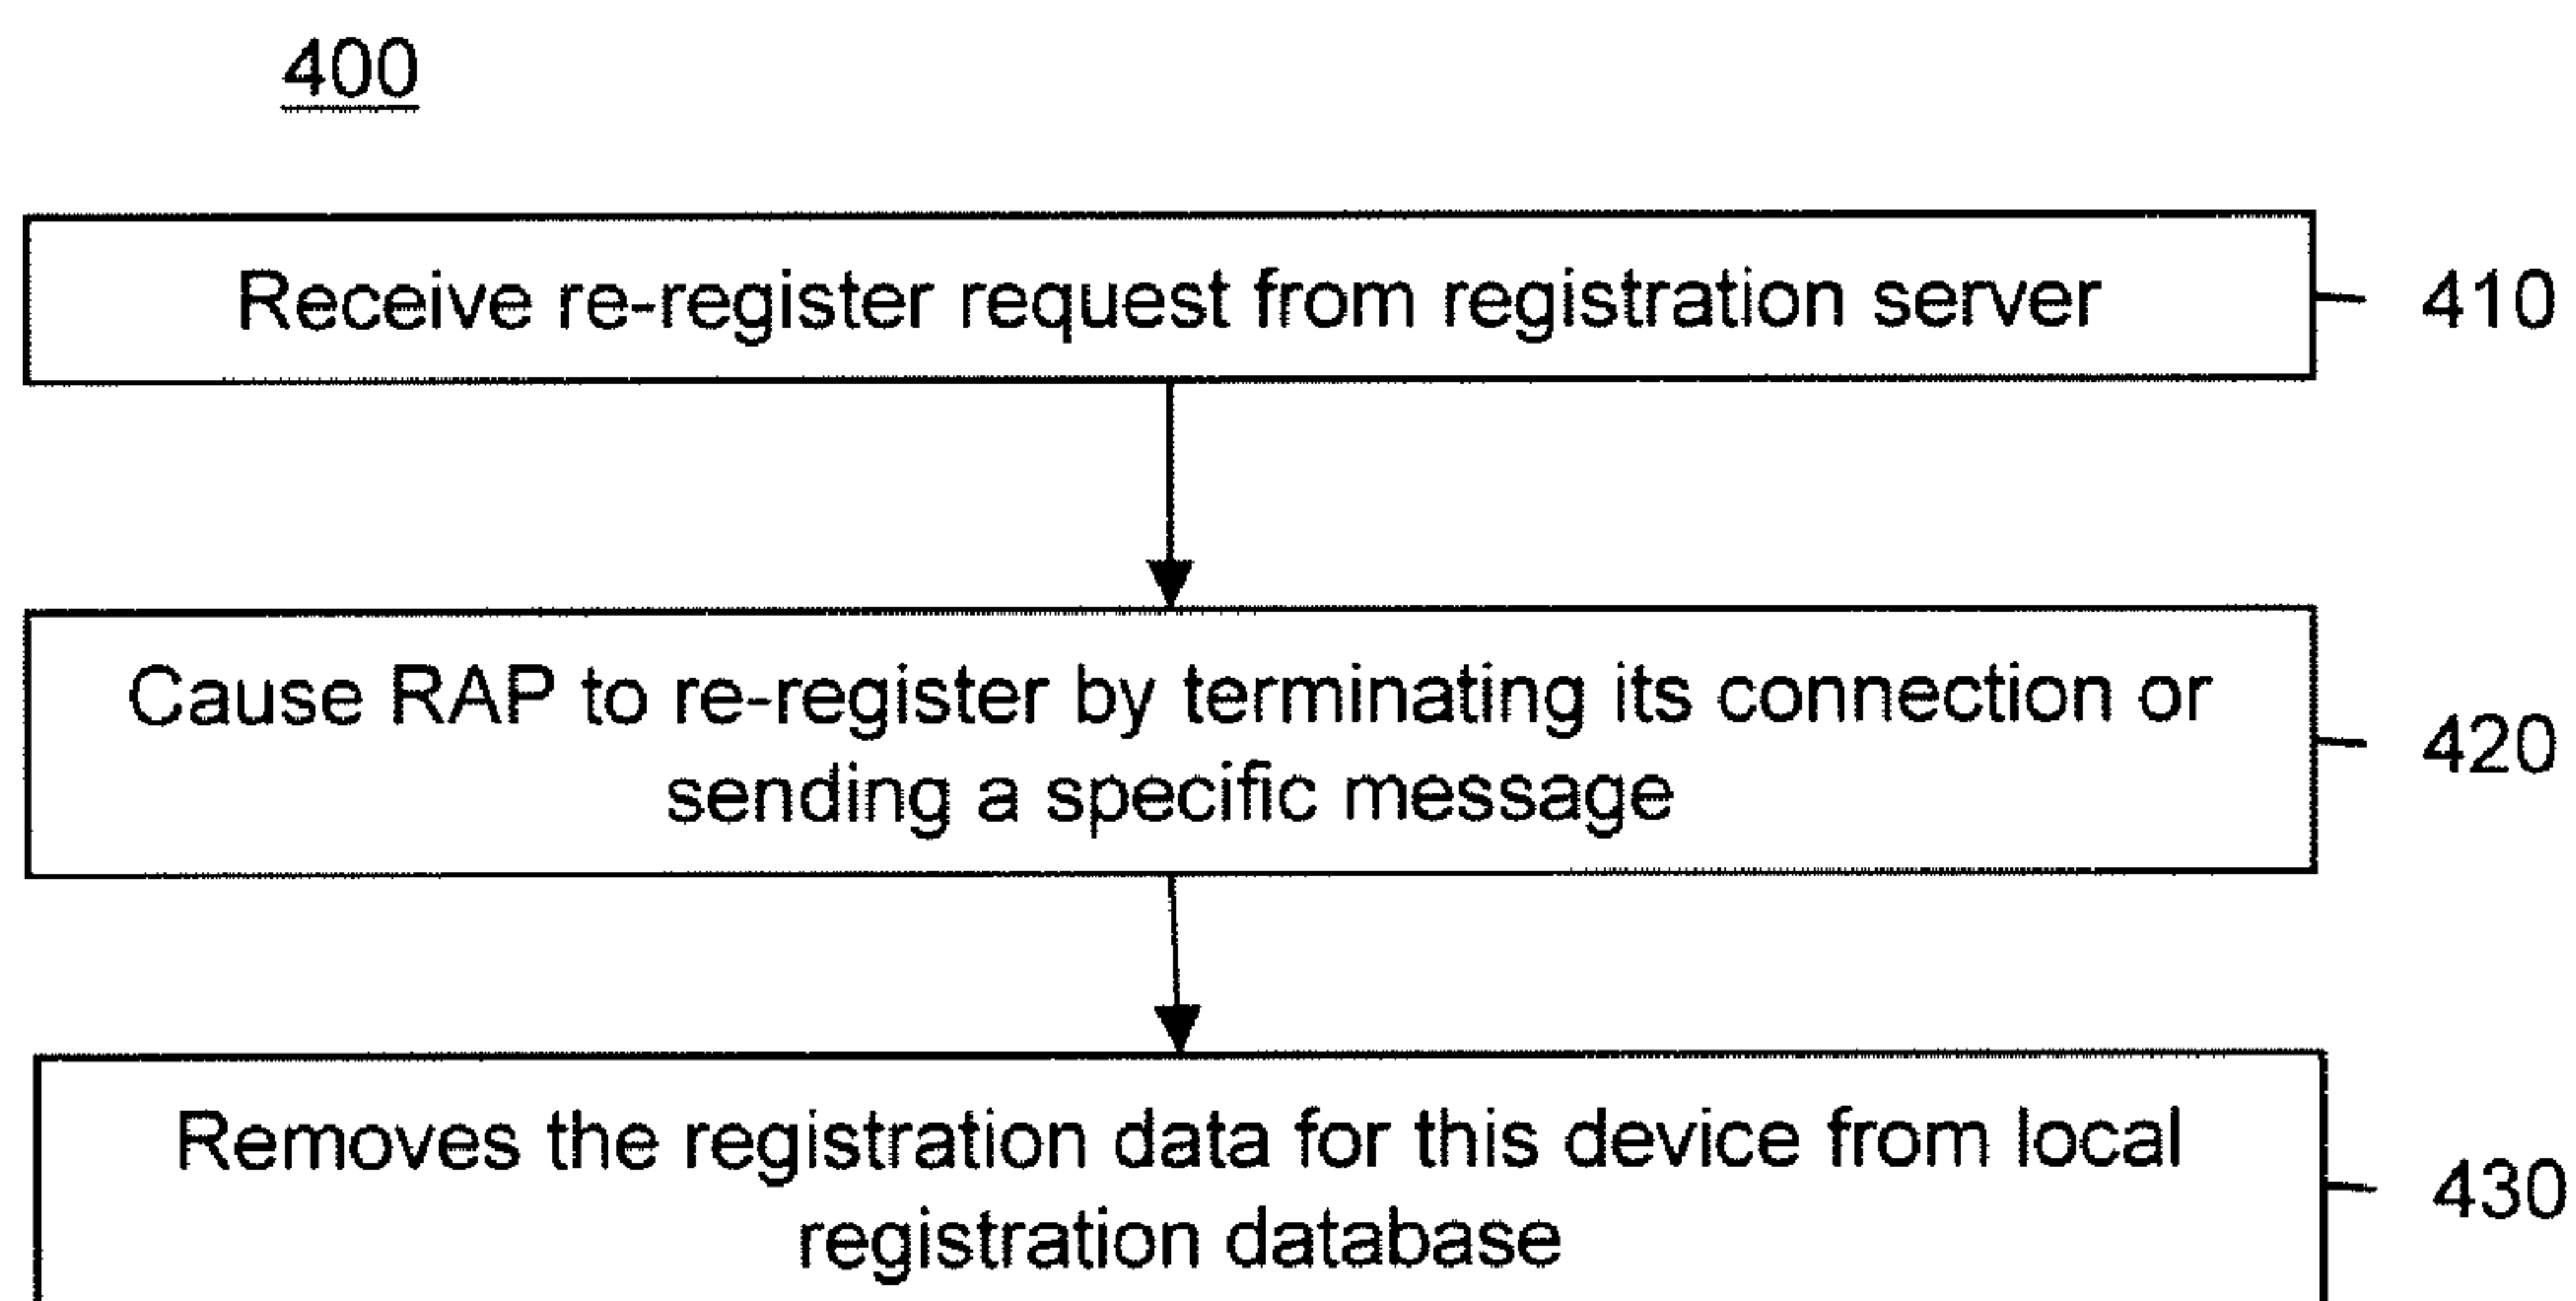 400
Receive re-register request from registration server
410
Cause RAP to re-register by terminating its connection or
sending a specific message
420
Removes the registration data for this device from local
registration database
430